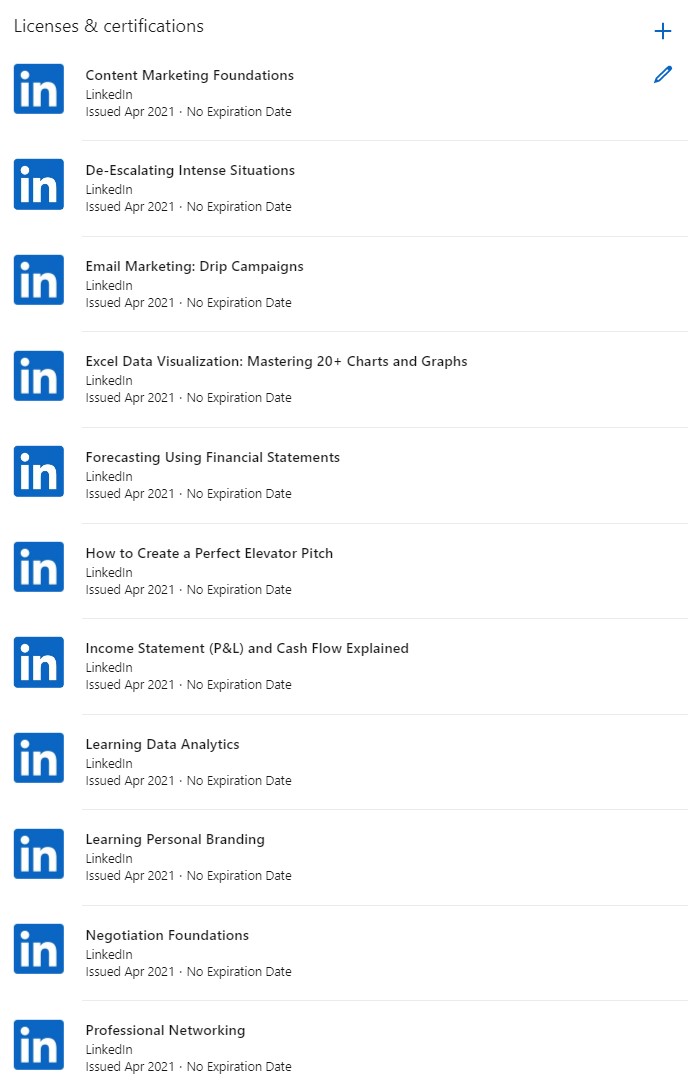 Licenses & certifications
in
Content Marketing Foundations
LinkedIn
Issued Apr 2021 · No Expiration Date
in
De-Escalating Intense Situations
LinkedIn
Issued Apr 2021 · No Expiration Date
in
Email Marketing: Drip Campaigns
LinkedIn
Issued Apr 2021 · No Expiration Date
in
Excel Data Visualization: Mastering 20+ Charts and Graphs
LinkedIn
Issued Apr 2021 · No Expiration Date
in
Forecasting Using Financial Statements
LinkedIn
Issued Apr 2021 · No Expiration Date
in
How to Create a Perfect Elevator Pitch
LinkedIn
Issued Apr 2021 · No Expiration Date
in
Income Statement (P&L) and Cash Flow Explained
LinkedIn
Issued Apr 2021 · No Expiration Date
in
Learning Data Analytics
LinkedIn
Issued Apr 2021 · No Expiration Date
in
Learning Personal Branding
LinkedIn
Issued Apr 2021 · No Expiration Date
in
Negotiation Foundations
LinkedIn
Issued Apr 2021 · No Expiration Date
in
Professional Networking
LinkedIn
Issued Apr 2021 · No Expiration Date